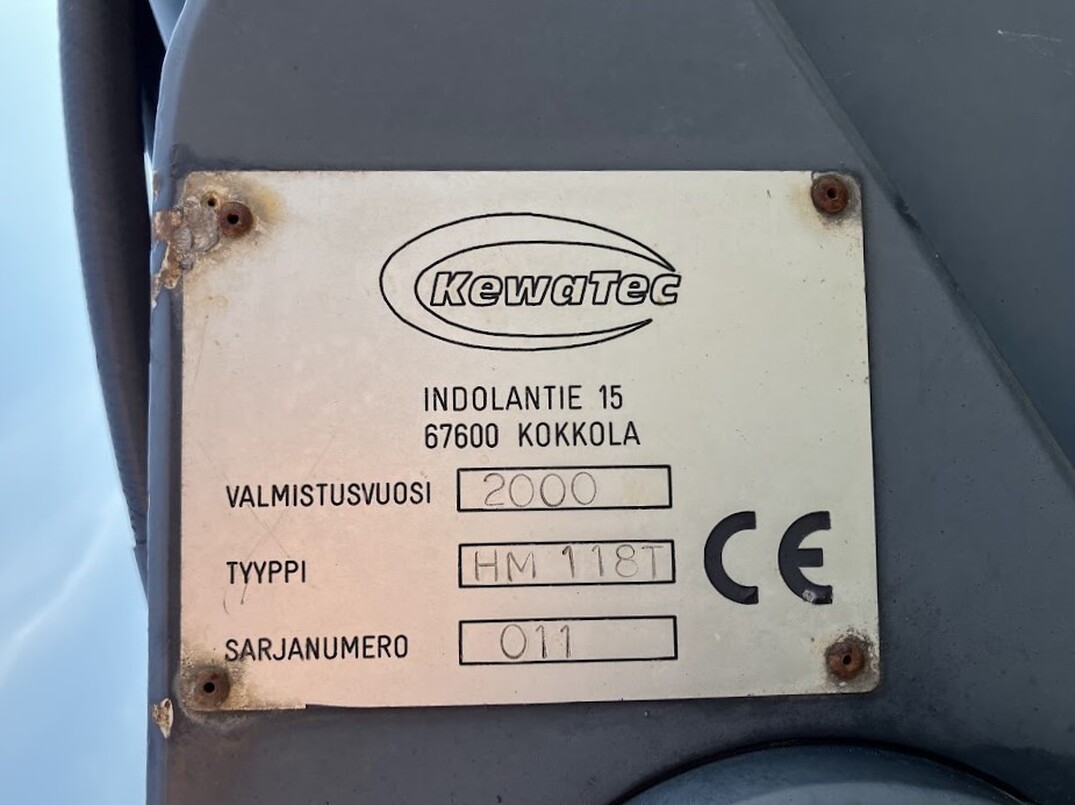 KewaTec
INDOLANTIE 15
67600 KOKKOLA
VALMISTUSVUOSI 2000
TYYPPI HM 118T
CE
SARJANUMERO 011